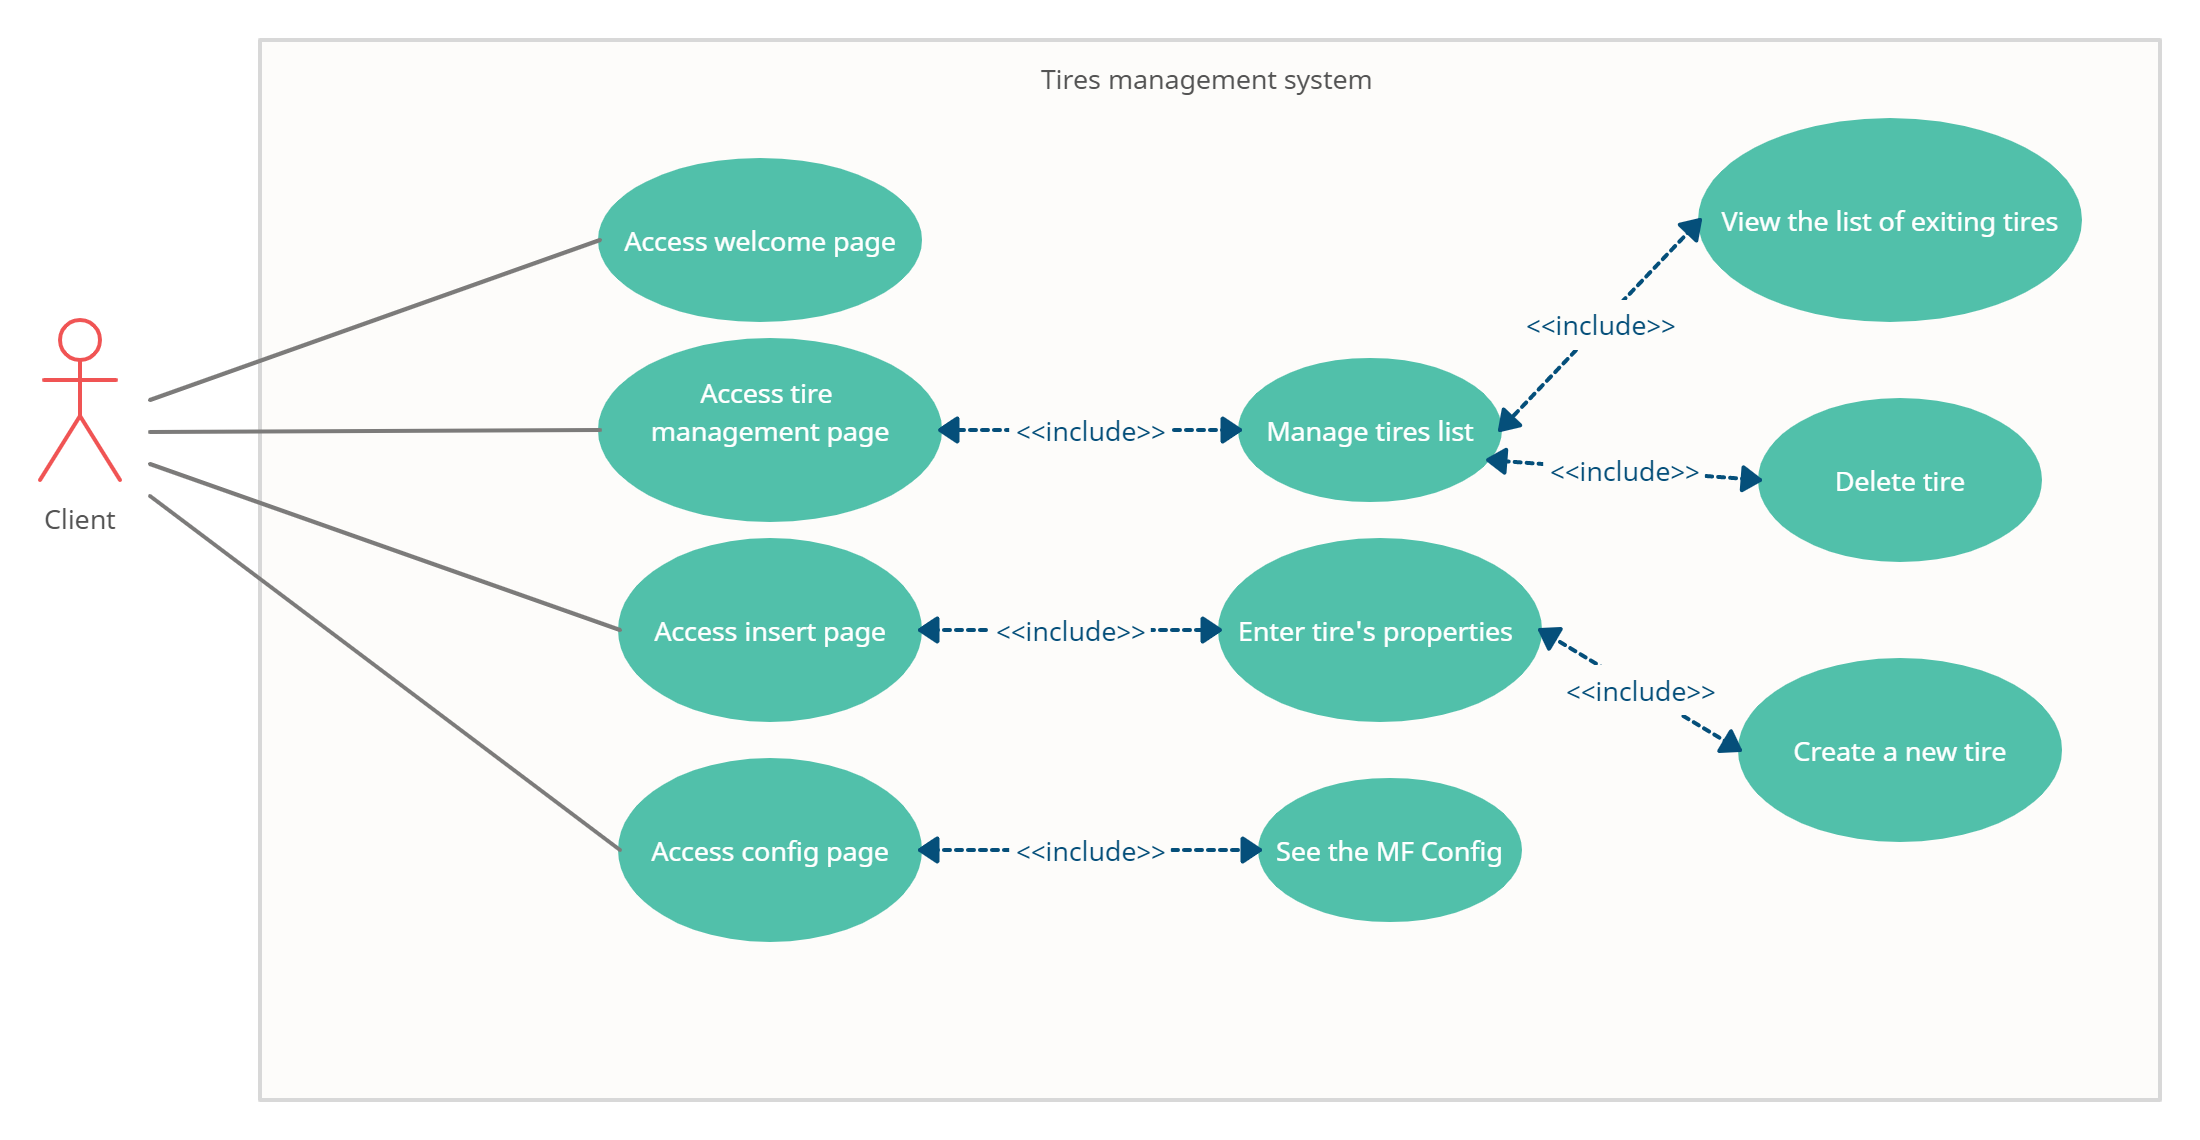 Tires management system
Client
Access welcome page
Access tire
management page
<<include>>
Manage tires list
<<include>>
View the list of exiting tires
<<include>>
Delete tire
Access insert page
<<include>>
Enter tire's properties
<<include>>
Create a new tire
Access config page
<<include>>
See the MF Config